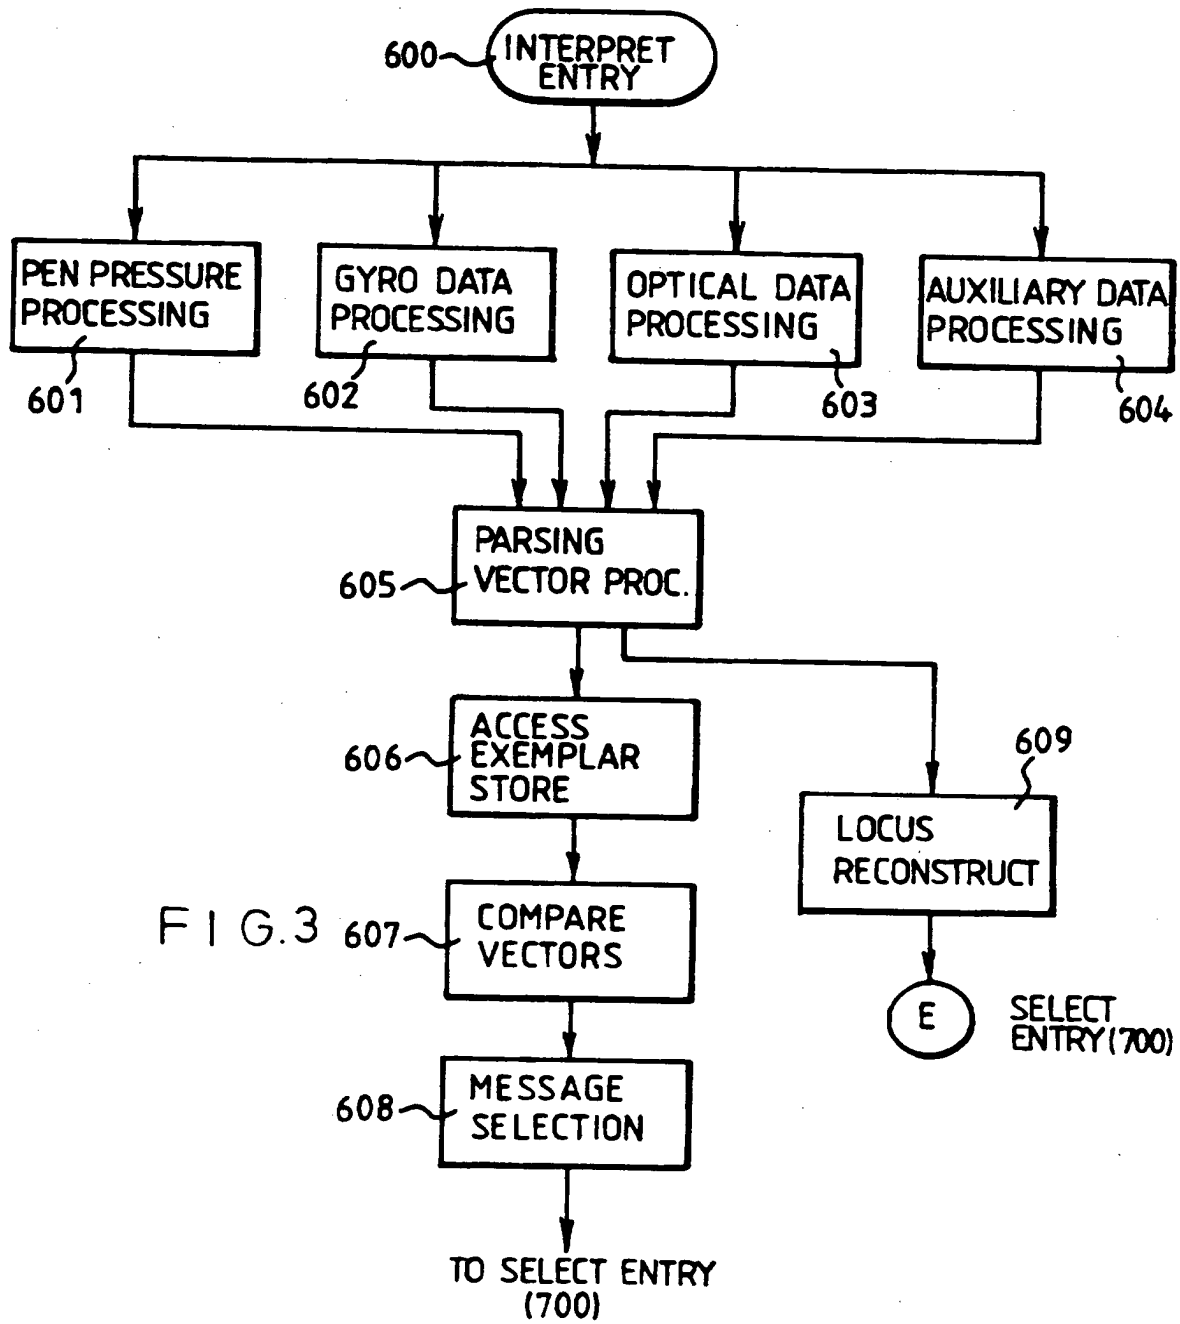 600
INTERPRET
ENTRY
PEN PRESSURE
PROCESSING
601
GYRO DATA
PROCESSING
602
OPTICAL DATA
PROCESSING
603
AUXILIARY DATA
PROCESSING
604
PARSING
VECTOR PROC.
605
ACCESS
EXEMPLAR
STORE
606
609
LOCUS
RECONSTRUCT
FIG.3
607
COMPARE
VECTORS
E
SELECT
ENTRY(700)
608
MESSAGE
SELECTION
TO SELECT ENTRY
(700)